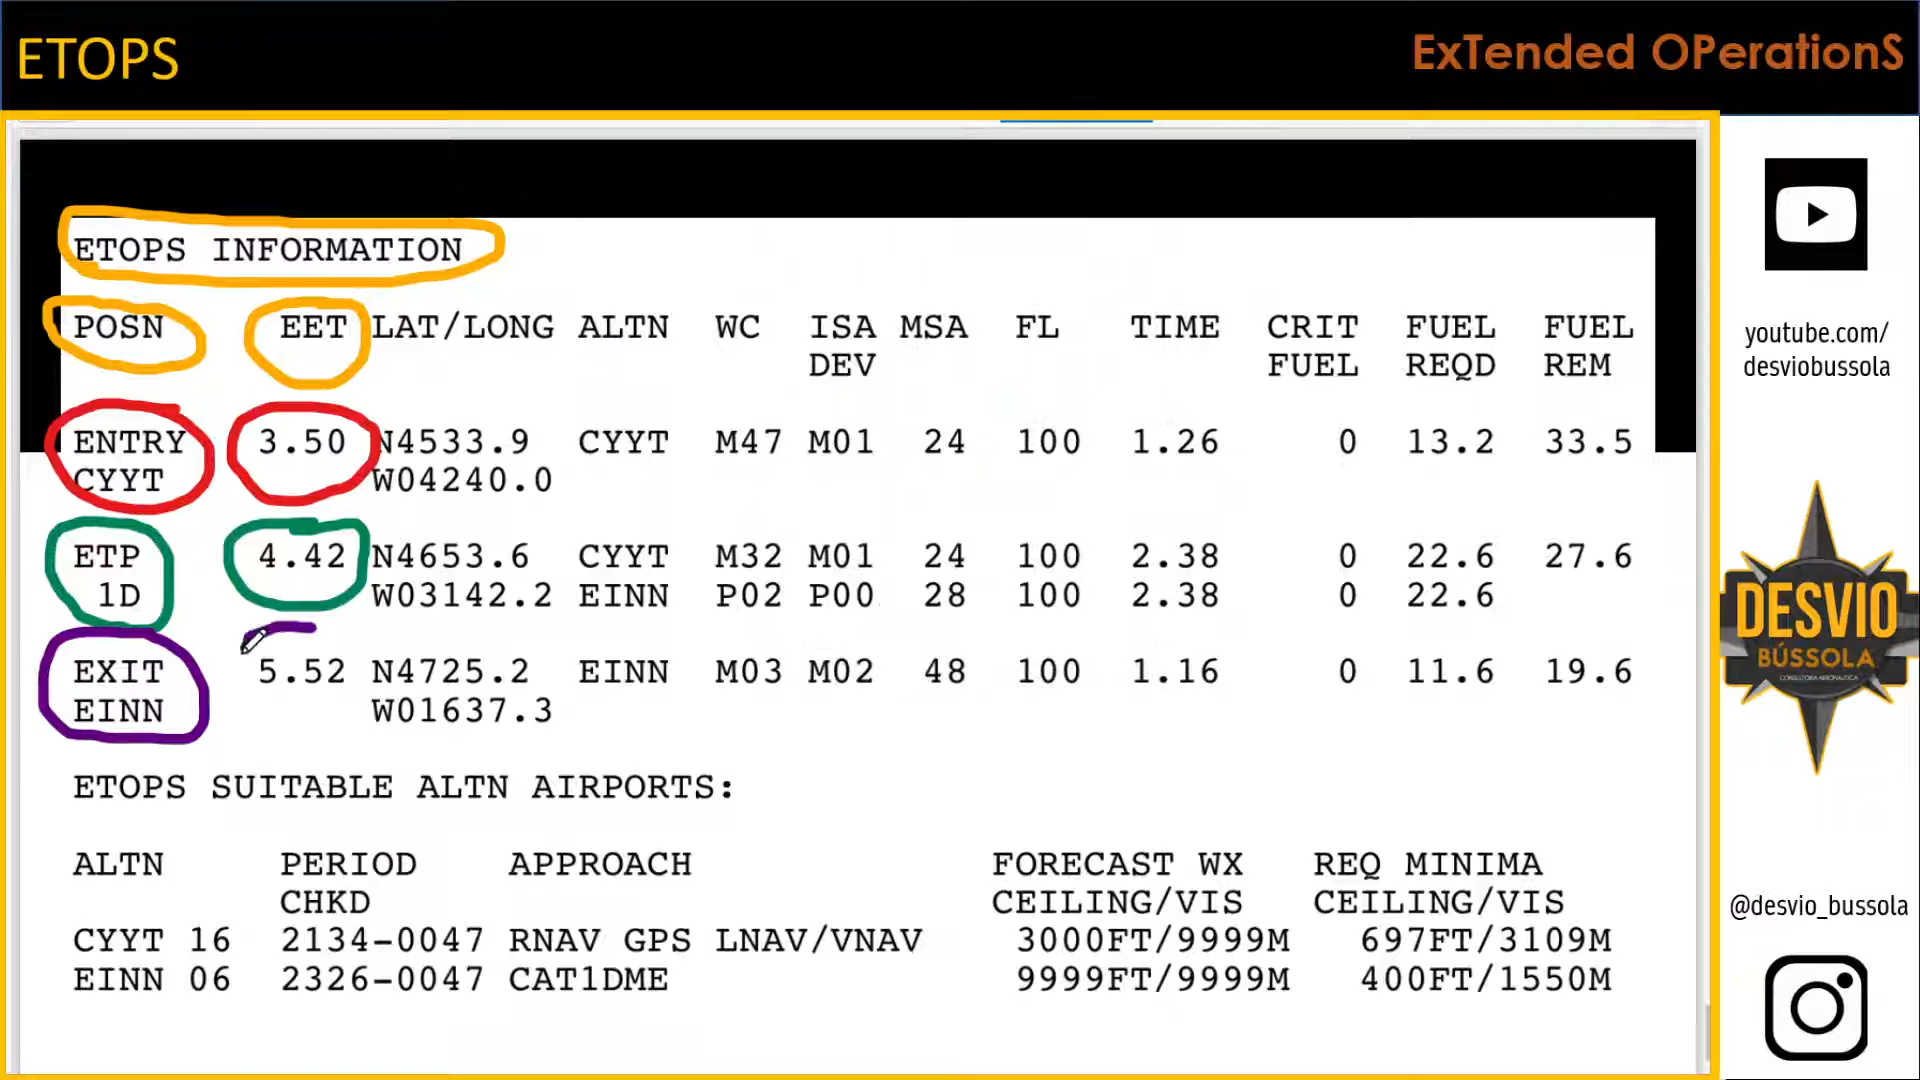 ETOPS
ExTended OPerationS
ETOPS INFORMATION
POSN EET LAT/LONG ALTN WC ISA MSA FL TIME CRIT FUEL FUEL
DEV FUEL REQD REM
ENTRY 3.50 N4533.9 CYYT M47 M01 24 100 1.26 0 13.2 33.5
CYYT W04240.0
ETP 4.42 N4653.6 CYYT M32 M01 24 100 2.38 0 22.6 27.6
1D W03142.2 EINN P02 P00 28 100 2.38 0 22.6
EXIT 5.52 N4725.2 EINN M03 M02 48 100 1.16 0 11.6 19.6
EINN W01637.3
ETOPS SUITABLE ALTN AIRPORTS:
ALTN PERIOD APPROACH FORECAST WX REQ MINIMA
CHKD CEILING/VIS CEILING/VIS
CYYT 16 2134-0047 RNAV GPS LNAV/VNAV 3000FT/9999M 697FT/3109M
EINN 06 2326-0047 CAT1DME 9999FT/9999M 400FT/1550M
youtube.com/
desviobussola
DESVIO
BÚSSOLA
CONSULTORIA AERONÁUTICA
@desvio_bussola